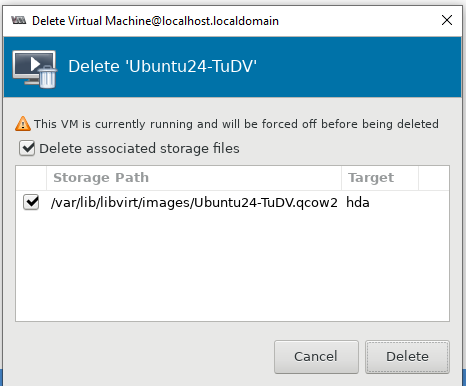 Delete Virtual Machine@localhost.localdomain
Delete 'Ubuntu24-TuDV'
This VM is currently running and will be forced off before being deleted
Delete associated storage files
Storage Path Target
/var/lib/libvirt/images/Ubuntu24-TuDV.qcow2 hda
Cancel Delete